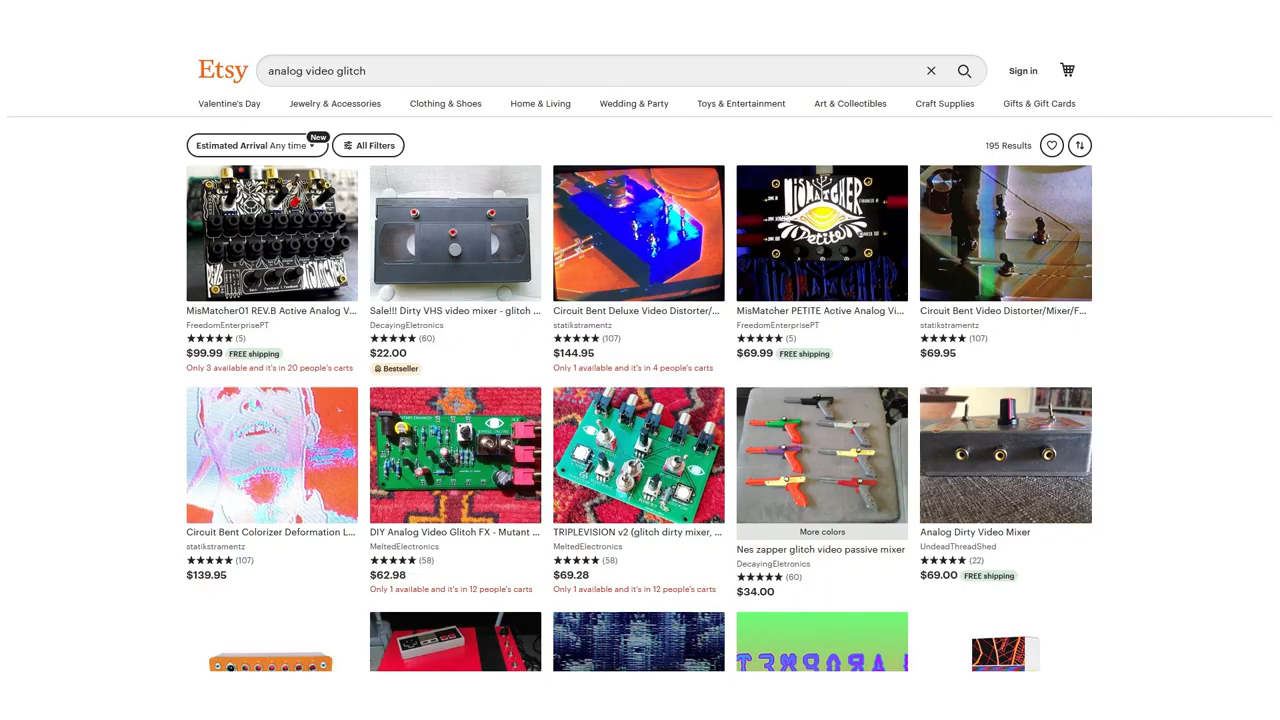 Etsy
analog video glitch
Sign in
Valentine's Day Jewelry & Accessories Clothing & Shoes Home & Living Wedding & Party Toys & Entertainment Art & Collectibles Craft Supplies Gifts & Gift Cards
New
Estimated Arrival Any time All Filters 195 Results
MISMATCHER
Petite
MisMatcher01 REV.B Active Analog V...
FreedomEnterprisePT
(5)
$99.99 FREE shipping
Only 3 available and it's in 20 people's carts
Sale!!! Dirty VHS video mixer - glitch ...
DecayingEletronics
(60)
$22.00
Bestseller
Circuit Bent Deluxe Video Distorter/...
statikstramentz
(107)
$144.95
Only 1 available and it's in 4 people's carts
MisMatcher PETITE Active Analog Vi...
FreedomEnterprisePT
(5)
$69.99 FREE shipping
Circuit Bent Video Distorter/Mixer/F...
statikstramentz
(107)
$69.95
Circuit Bent Colorizer Deformation L...
statikstramentz
(107)
$139.95
DIY Analog Video Glitch FX - Mutant ...
MeltedElectronics
(58)
$62.98
Only 1 available and it's in 12 people's carts
TRIPLEVISION v2 (glitch dirty mixer, ...
MeltedElectronics
(58)
$69.28
Only 1 available and it's in 12 people's carts
More colors
Nes zapper glitch video passive mixer
DecayingEletronics
(60)
$34.00
Analog Dirty Video Mixer
UndeadThreadShed
(22)
$69.00 FREE shipping